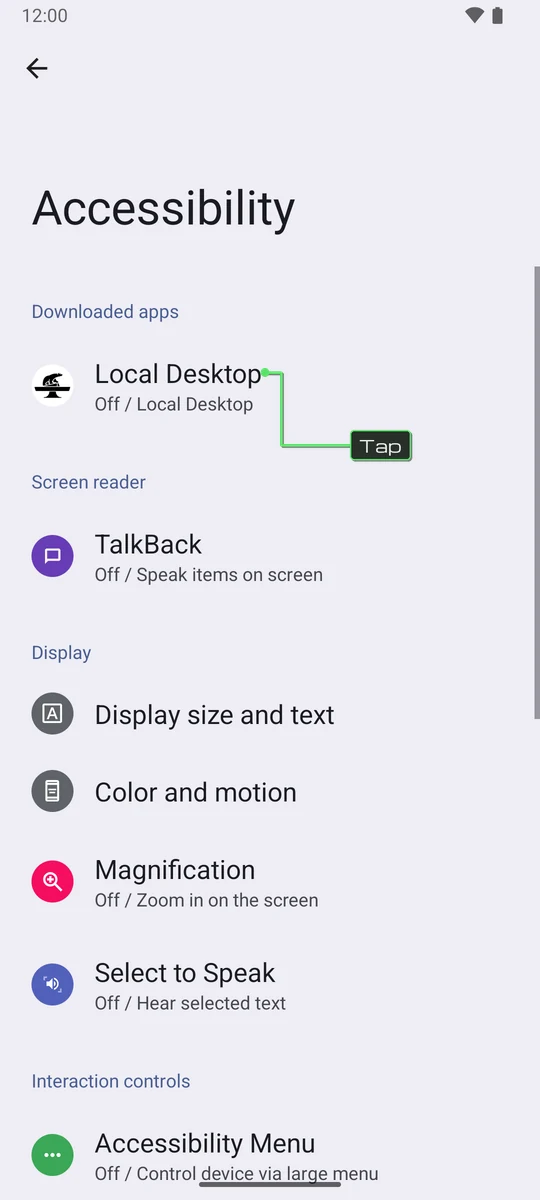 12:00
Accessibility
Downloaded apps
Local Desktop
Off / Local Desktop
Tap
Screen reader
TalkBack
Off / Speak items on screen
Display
A
Display size and text
Color and motion
Magnification
Off / Zoom in on the screen
Select to Speak
Off / Hear selected text
Interaction controls
Accessibility Menu
Off / Control device via large menu